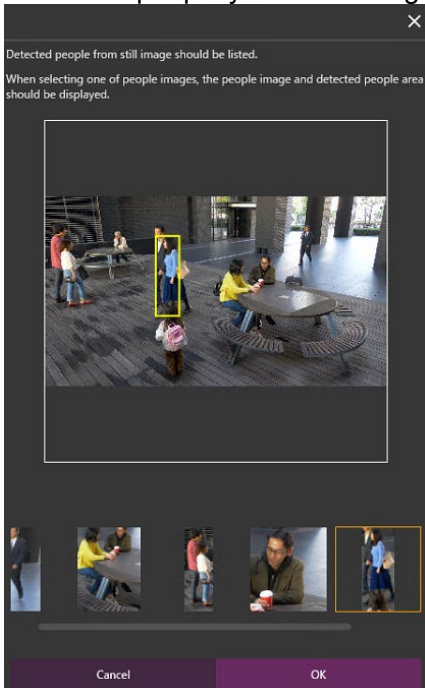 Detected people from still image should be listed.
When selecting one of people images, the people image and detected people area
should be displayed.
Cancel
OK